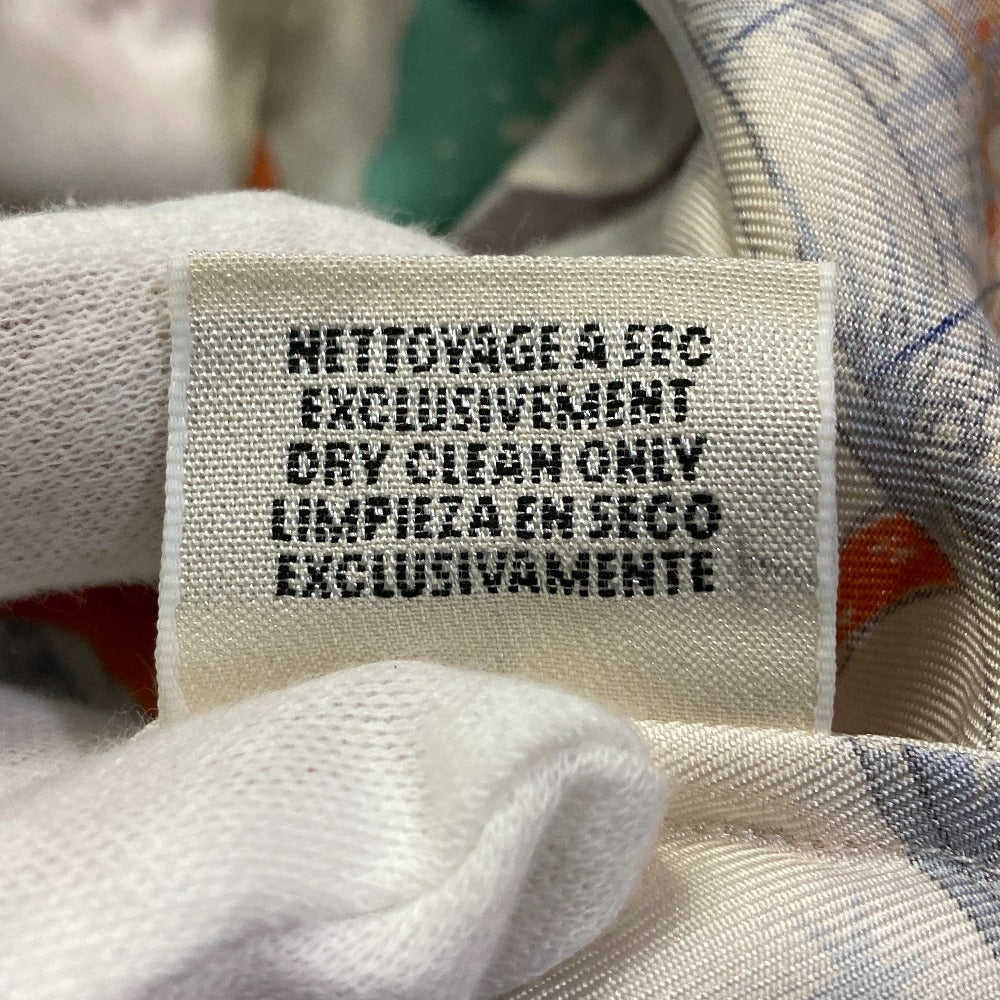 NETTOYAGE A SEC
EXCLUSIVEMENT
DRY CLEAN ONLY
LIMPIEZA EN SECO
EXCLUSIVAMENTE